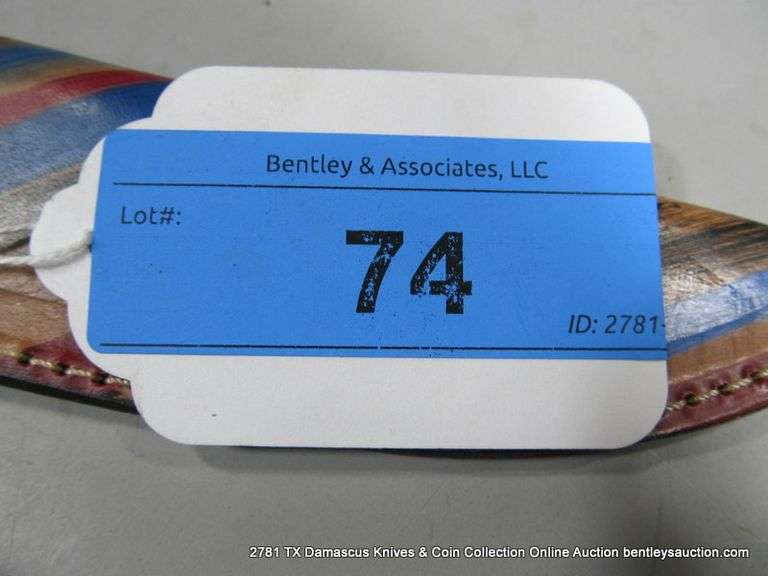 Bentley & Associates, LLC
Lot#:
74
ID: 2781-
2781 TX Damascus Knives & Coin Collection Online Auction bentleysauction.com